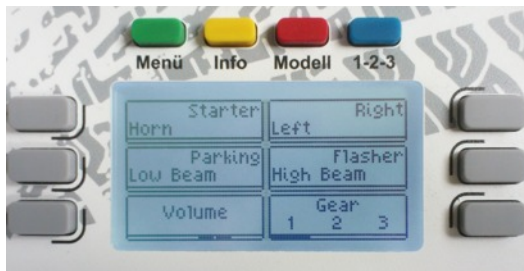 Menü Info Modell 1-2-3
Starter Right
Horn Left
Parking Flasher
Low Beam High Beam
Volume Gear
1 2 3